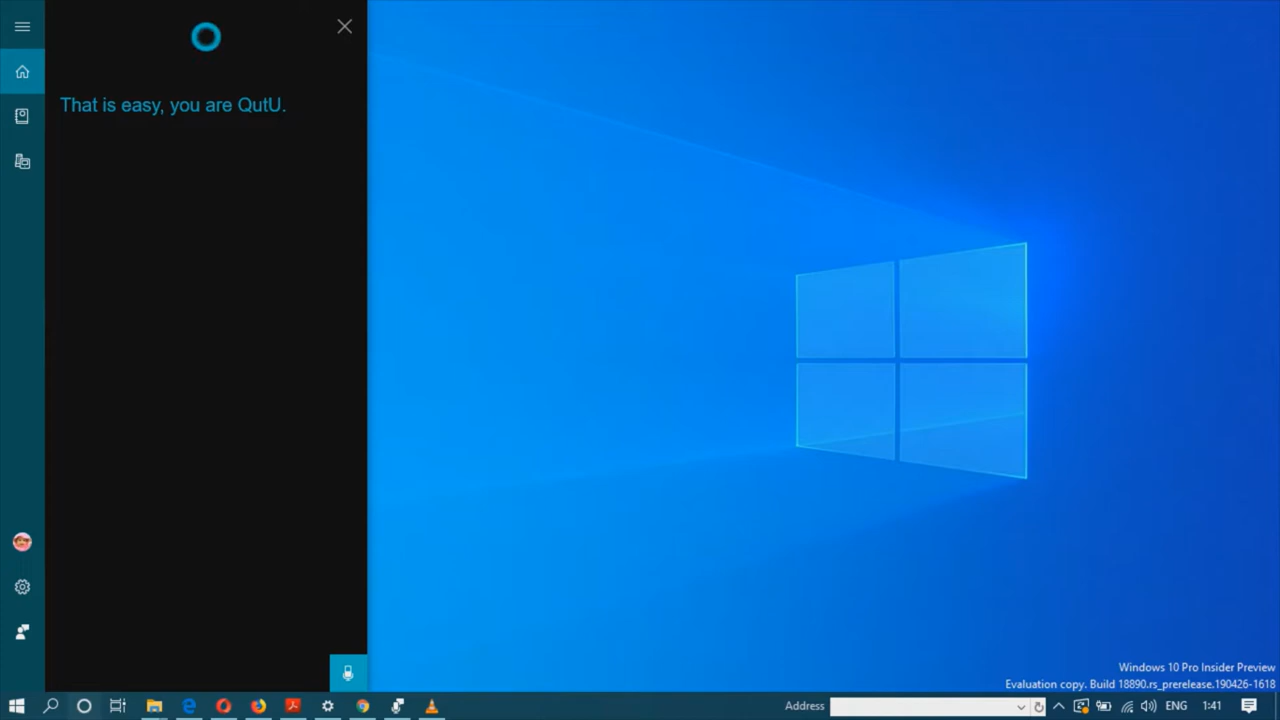 That is easy, you are QutU.
Windows 10 Pro Insider Preview
Evaluation copy. Build 18890.rs_prerelease.190426-1618
Address
ENG
1:41